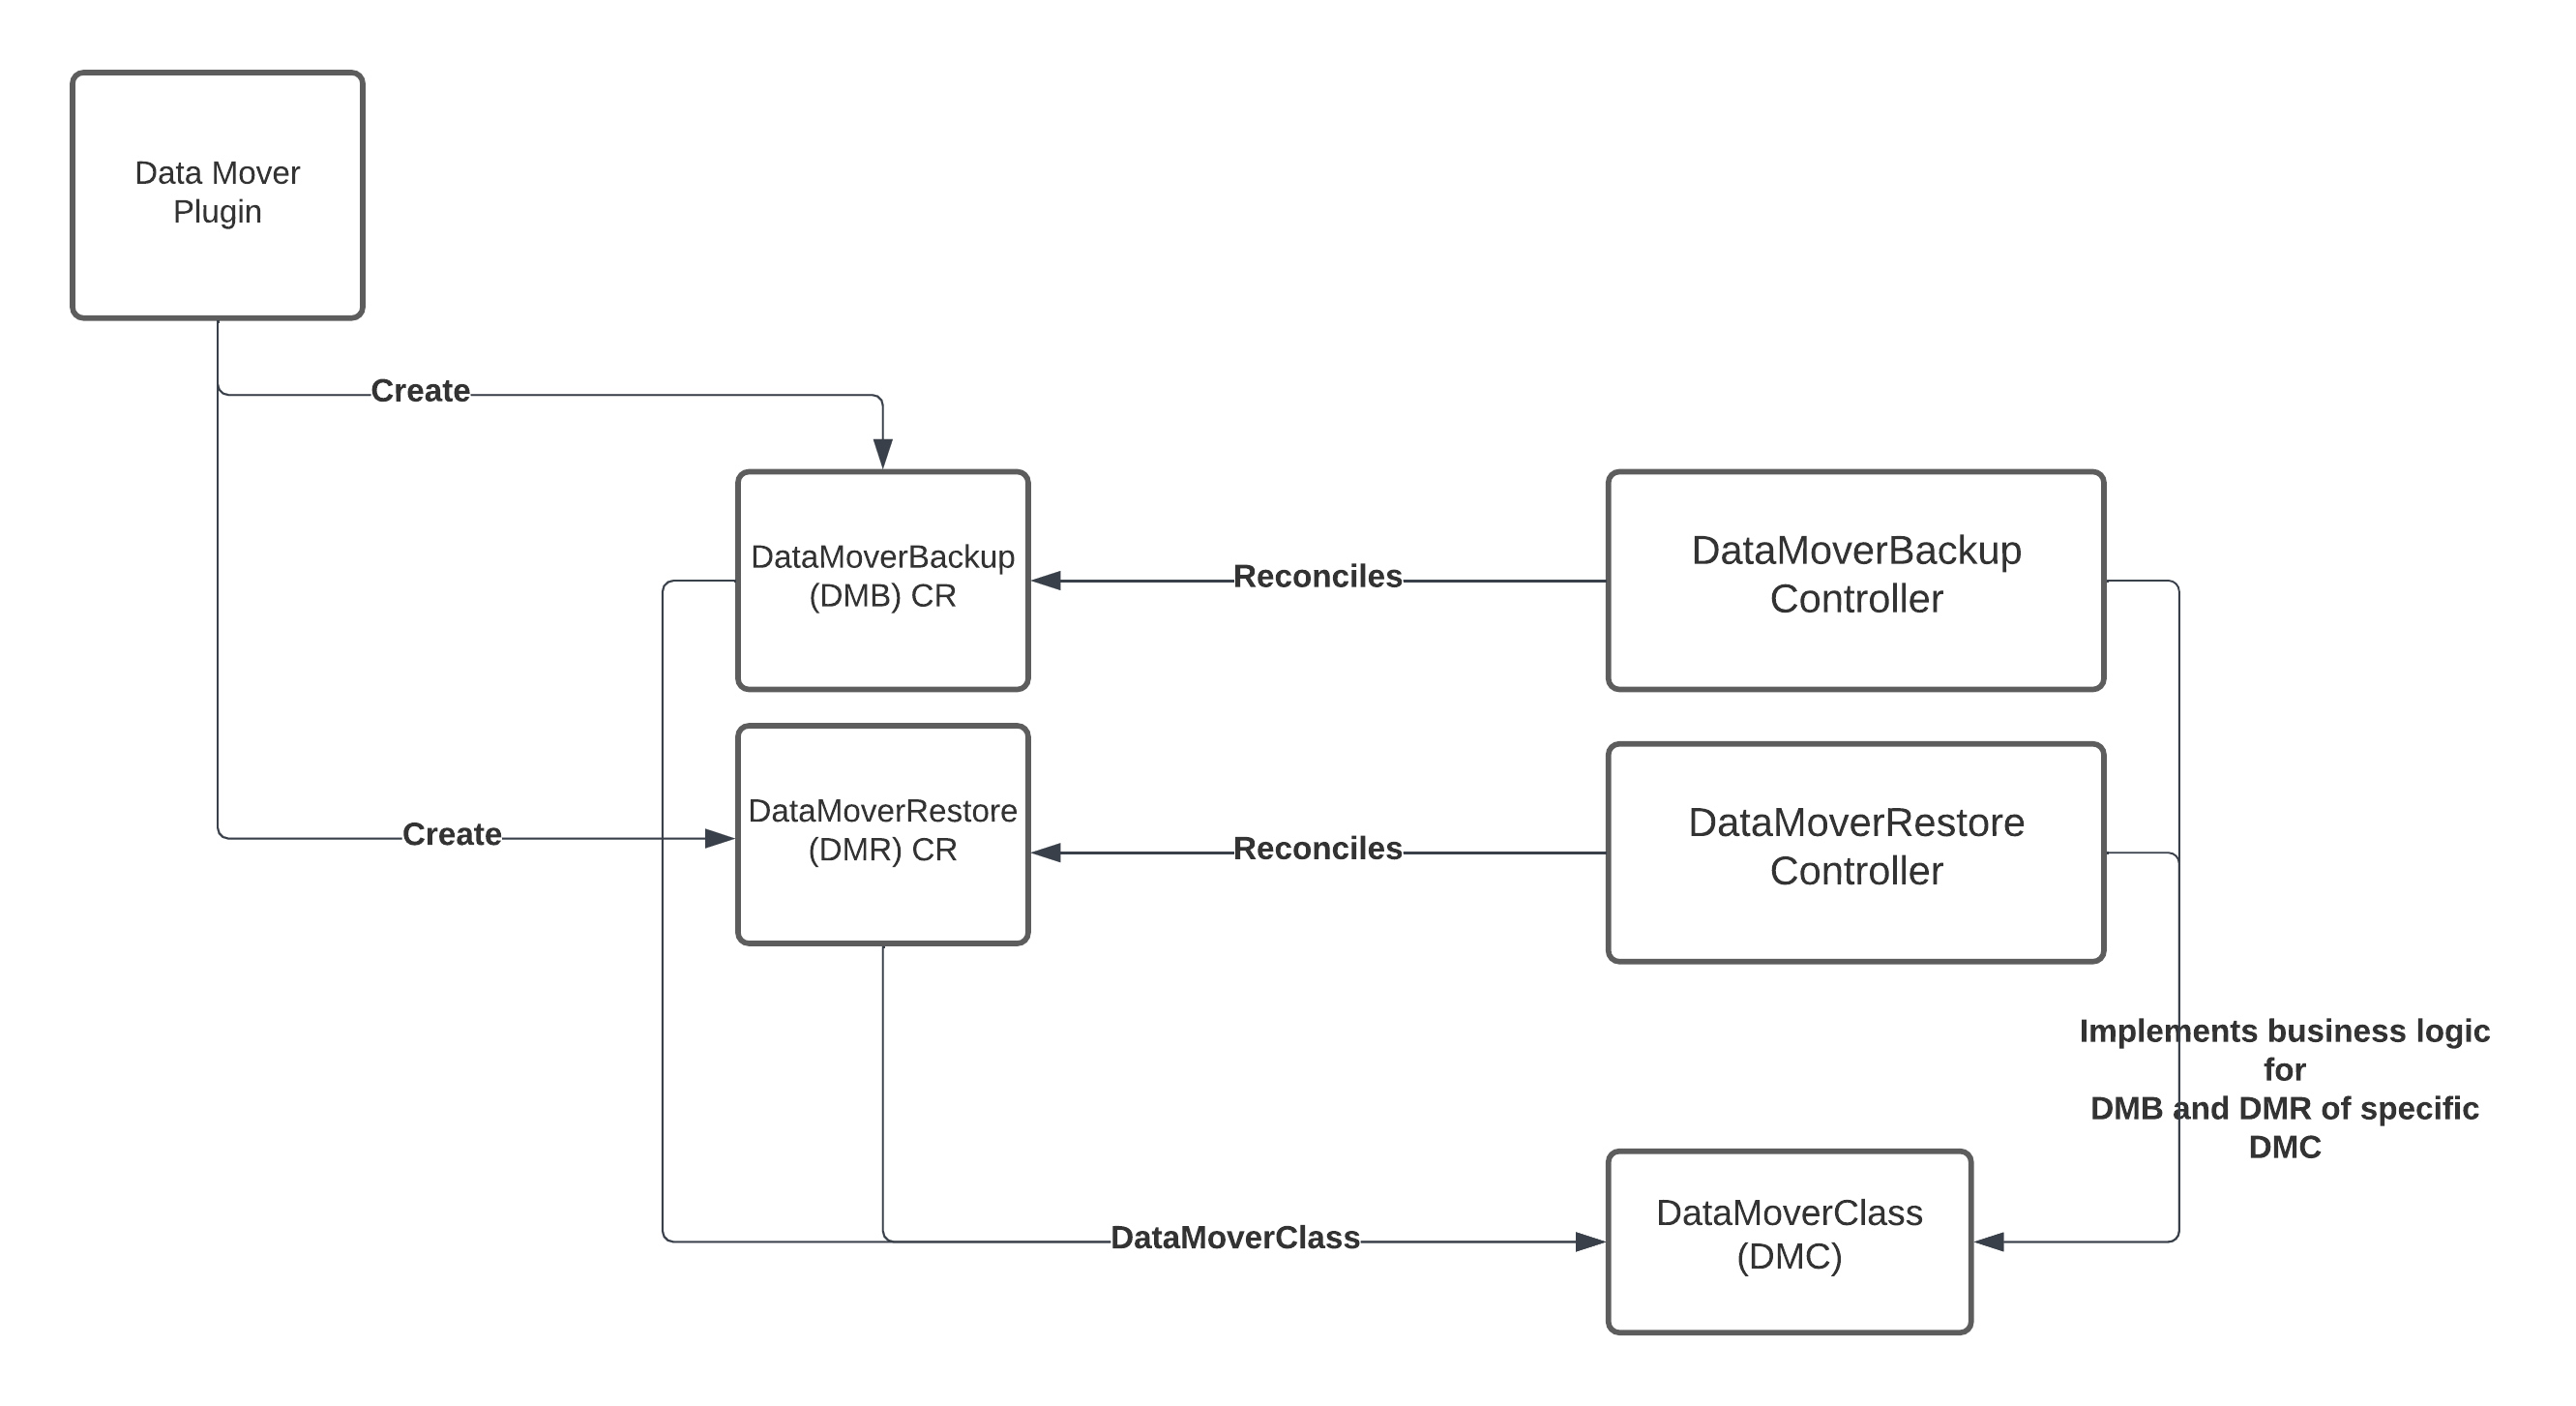 Data Mover
Plugin
Create
DataMoverBackup
(DMB) CR
Reconciles
DataMoverBackup
Controller
Create
DataMoverRestore
(DMR) CR
Reconciles
DataMoverRestore
Controller
Implements business logic
for
DMB and DMR of specific
DMC
DataMoverClass
DataMoverClass
(DMC)